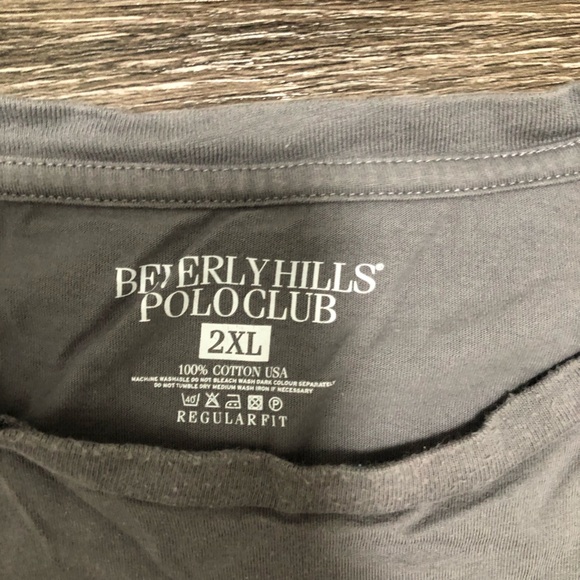 BEVERLY HILLS®
POLO CLUB
2XL
100% COTTON USA
MACHINE WASHABLE DO NOT BLEACH WASH DARK COLOUR SEPARATELY
DO NOT TUMBLE DRY MEDIUM WASH IRON IF NECESSARY
40 P
REGULAR FIT